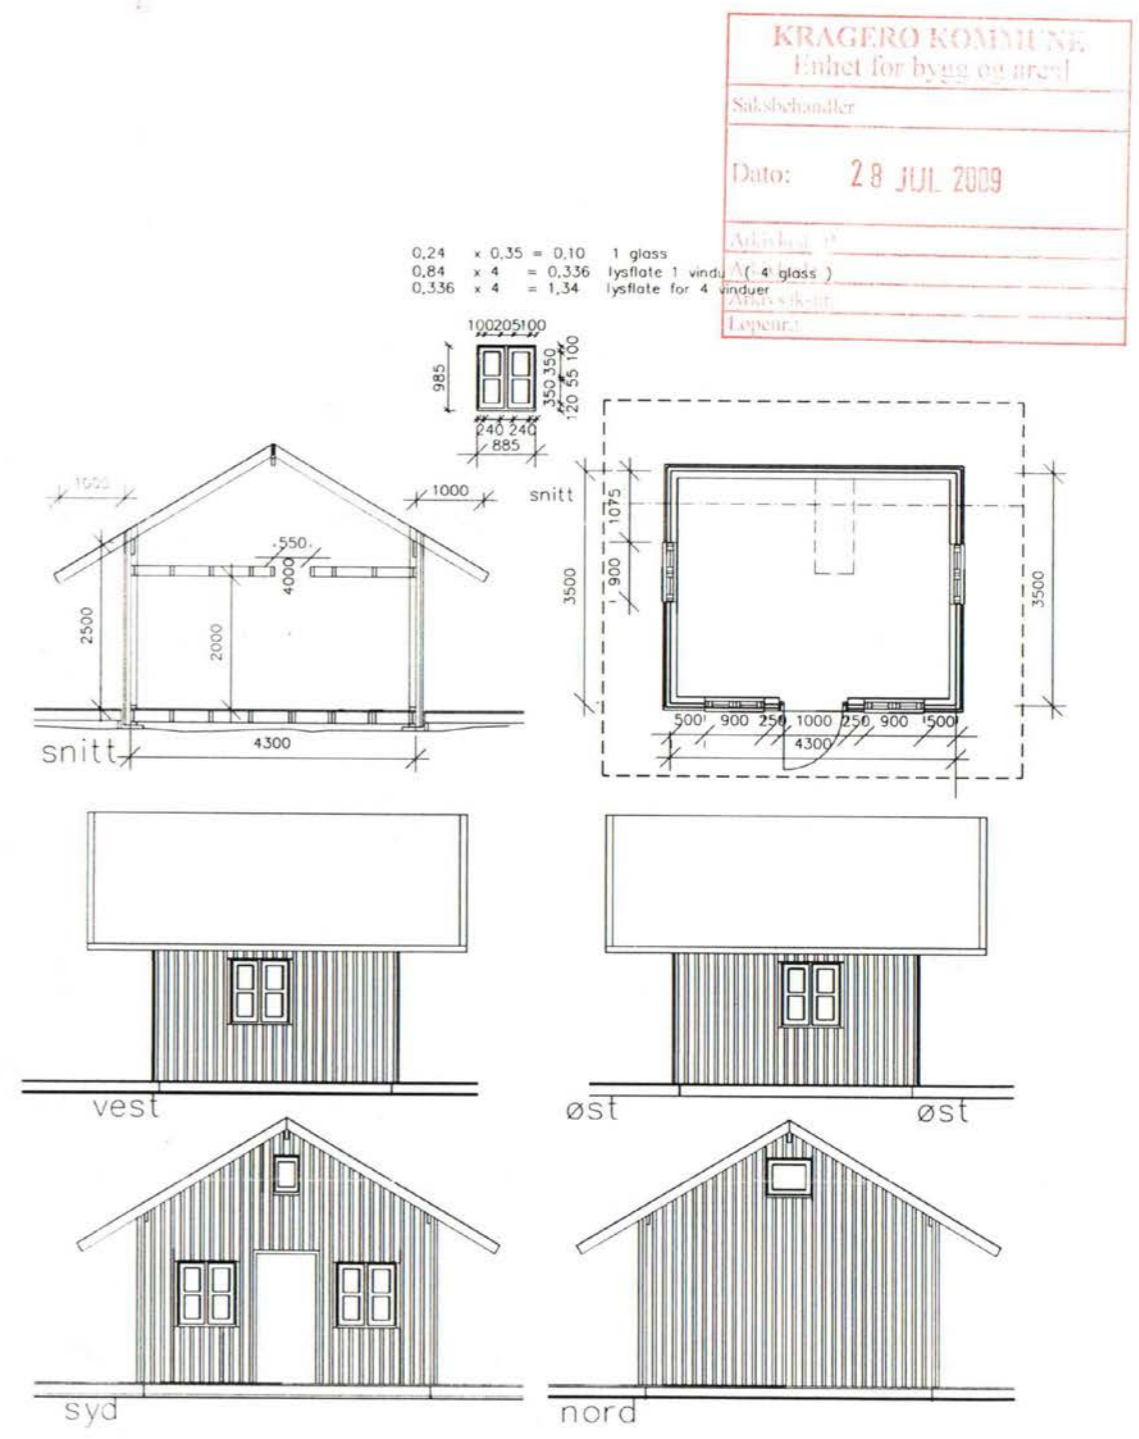 KRAGERØ KOMMUNE
Enhet for bygg og areal
Saksbehandler
Dato: 28 JUL 2009
0,24 x 0,35 = 0,10 1 glass
0,84 x 4 = 0,336 lysflate 1 vindu ( 4 glass )
0,336 x 4 = 1,34 lysflate for 4 vinduer
Løpenr.:
100 205 100
985
350 350
120 55 100
240 240
885
1000
1000
snitt
550
4000
2500
2000
4300
snitt
3500
1075
900
3500
500 900 250 1000 250 900 500
4300
vest
øst
øst
syd
nord